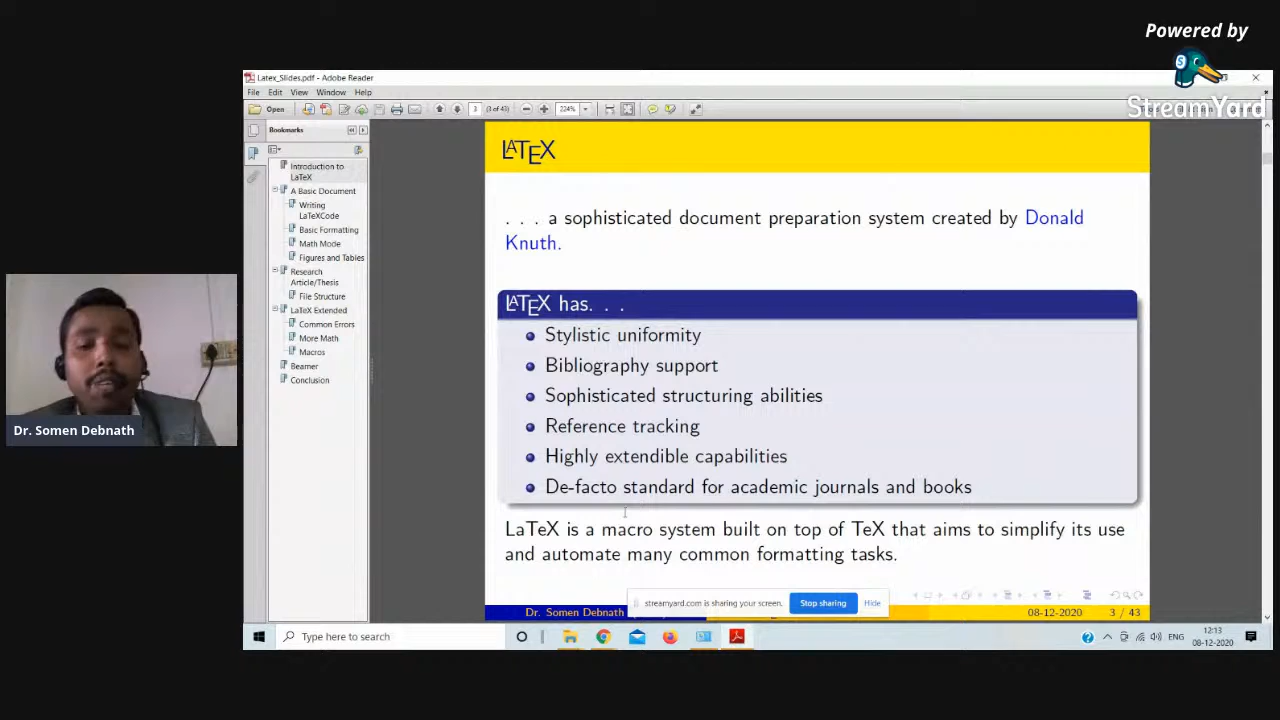 Powered by
StreamYard
Latex_Slides.pdf - Adobe Reader
File Edit View Window Help
Open
3 (3 of 43) 224%
Bookmarks
Introduction to
LaTeX
A Basic Document
Writing
LaTeXCode
Basic Formatting
Math Mode
Figures and Tables
Research
Article/Thesis
File Structure
LaTeX Extended
Common Errors
More Math
Macros
Beamer
Conclusion
LATEX
. . . a sophisticated document preparation system created by Donald
Knuth.
LATEX has. . .
Stylistic uniformity
Bibliography support
Sophisticated structuring abilities
Reference tracking
Highly extendible capabilities
De-facto standard for academic journals and books
LaTeX is a macro system built on top of TeX that aims to simplify its use
and automate many common formatting tasks.
streamyard.com is sharing your screen. Stop sharing Hide
Dr. Somen Debnath 08-12-2020 3 / 43
Dr. Somen Debnath
Type here to search
ENG
12:13
08-12-2020